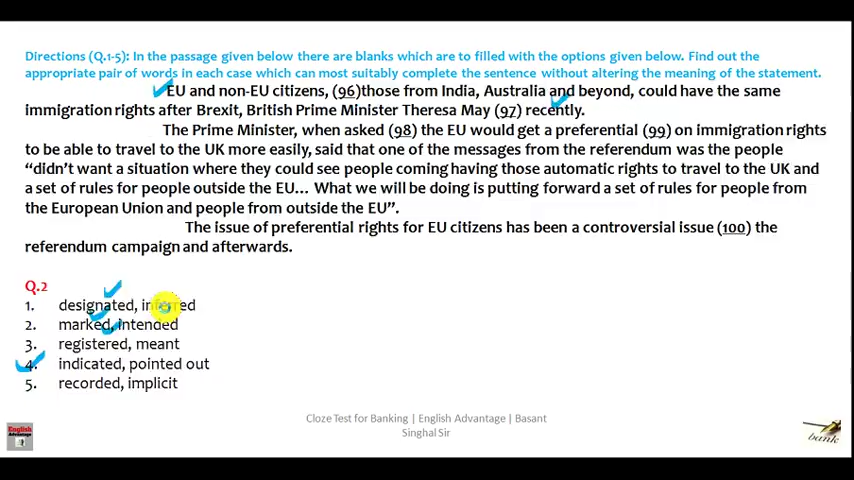 Directions (Q.1-5): In the passage given below there are blanks which are to filled with the options given below. Find out the
appropriate pair of words in each case which can most suitably complete the sentence without altering the meaning of the statement.
EU and non-EU citizens, (96)those from India, Australia and beyond, could have the same
immigration rights after Brexit, British Prime Minister Theresa May (97) recently.
The Prime Minister, when asked (98) the EU would get a preferential (99) on immigration rights
to be able to travel to the UK more easily, said that one of the messages from the referendum was the people
“didn't want a situation where they could see people coming having those automatic rights to travel to the UK and
a set of rules for people outside the EU... What we will be doing is putting forward a set of rules for people from
the European Union and people from outside the EU”.
The issue of preferential rights for EU citizens has been a controversial issue (100) the
referendum campaign and afterwards.
Q.2
1. designated, inferred
2. marked, intended
3. registered, meant
4. indicated, pointed out
5. recorded, implicit
Cloze Test for Banking | English Advantage | Basant
Singhal Sir
English
Advantage
bank